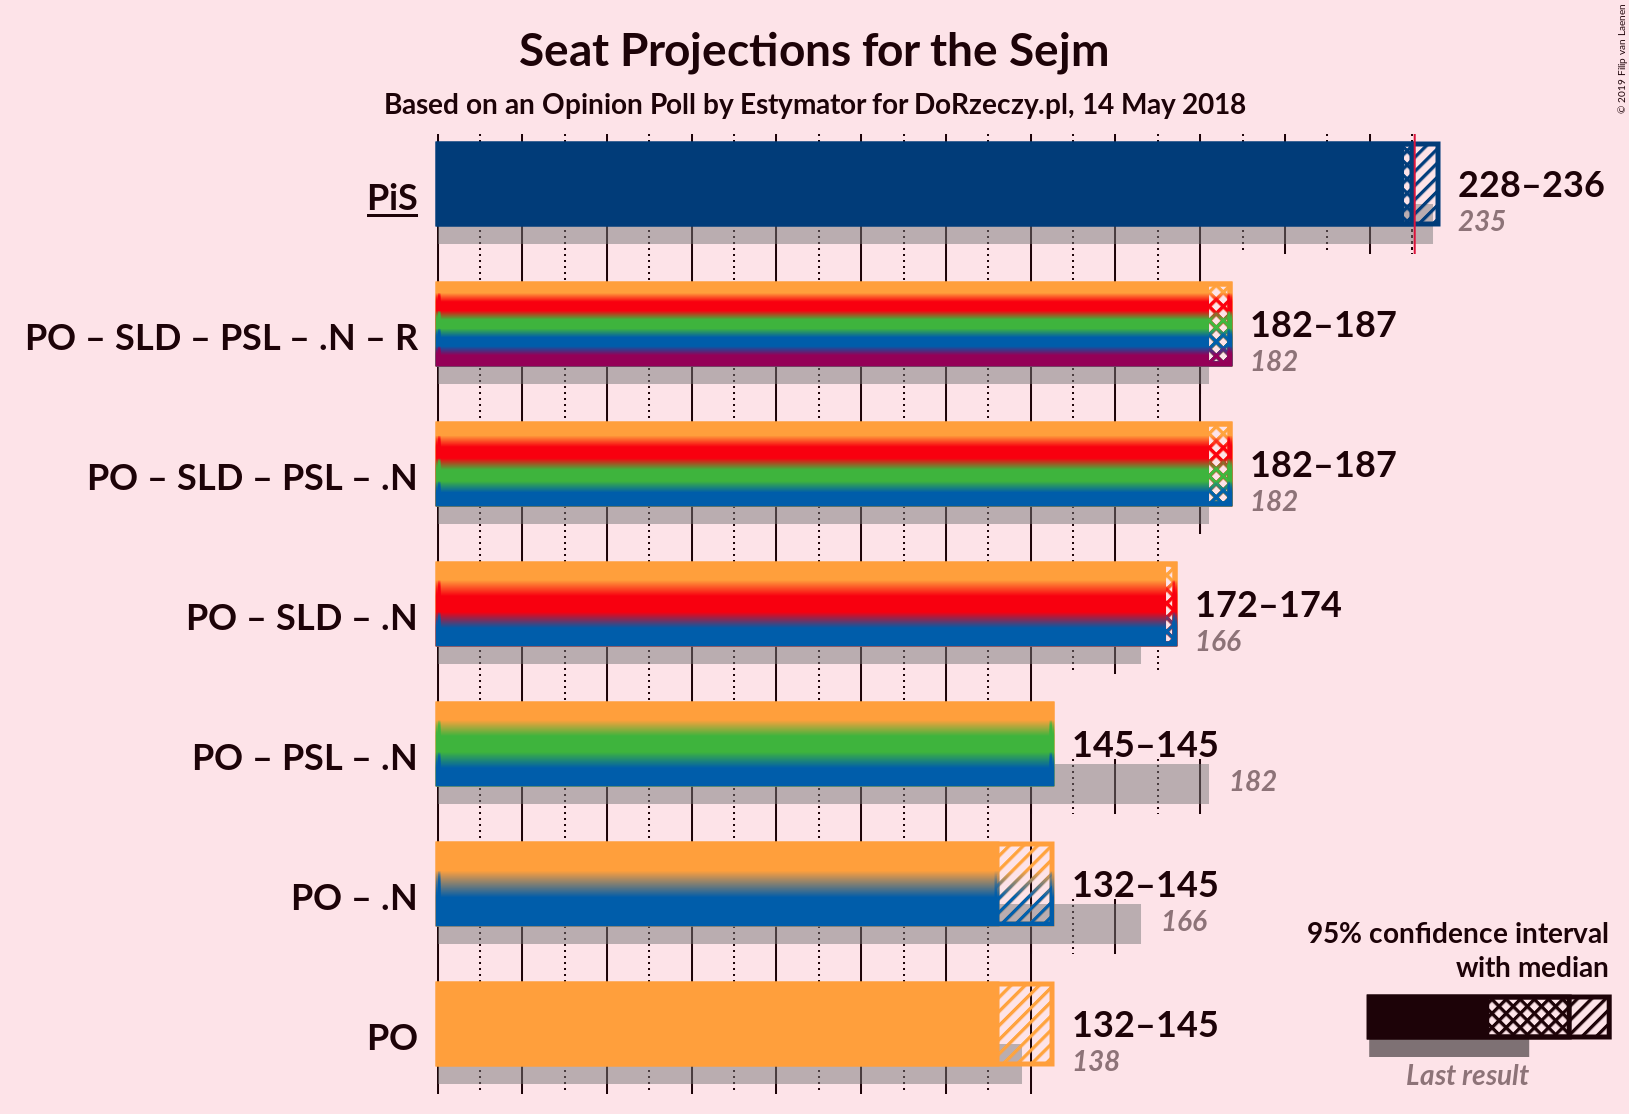 Seat Projections for the Sejm
Based on an Opinion Poll by Estymator for DoRzeczy.pl, 14 May 2018
© 2019 Filip van Laenen
PiS
228–236
235
PO – SLD – PSL – .N – R
182–187
182
PO – SLD – PSL – .N
182–187
182
PO – SLD – .N
172–174
166
PO – PSL – .N
145–145
182
PO – .N
132–145
166
PO
132–145
138
95% confidence interval
with median
Last result